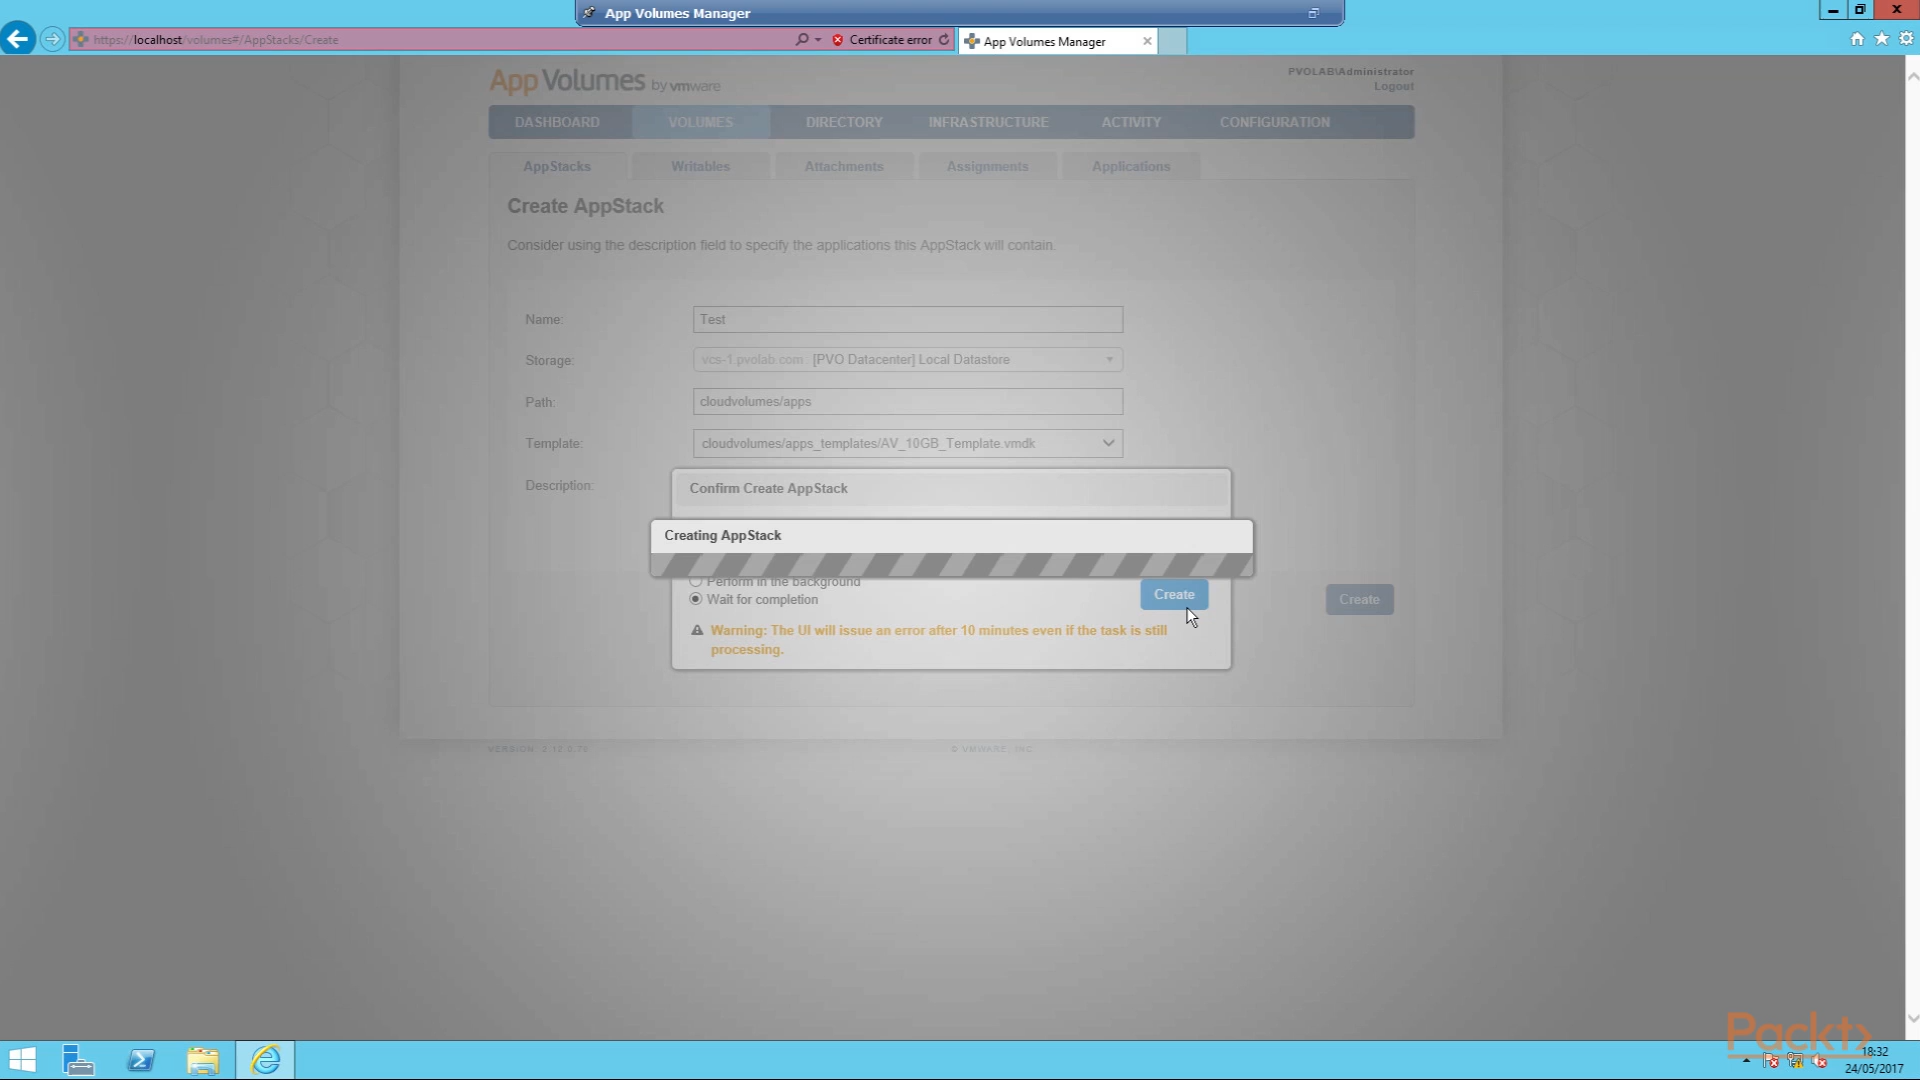 App Volumes Manager
https://localhost/volumes#/AppStacks/Create
Certificate error
App Volumes Manager
App Volumes by vmware
PVOLAB\Administrator
Logout
DASHBOARD
VOLUMES
DIRECTORY
INFRASTRUCTURE
ACTIVITY
CONFIGURATION
AppStacks
Writables
Attachments
Assignments
Applications
Create AppStack
Consider using the description field to specify the applications this AppStack will contain.
Name:
Test
Storage:
vcs-1.pvolab.com [PVO Datacenter] Local Datastore
Path:
cloudvolumes/apps
Template:
cloudvolumes/apps_templates/AV_10GB_Template.vmdk
Description:
Confirm Create AppStack
Creating AppStack
Perform in the background
Wait for completion
Create
Create
Warning: The UI will issue an error after 10 minutes even if the task is still
processing.
© VMWARE, INC.
Packt
18:32
24/05/2017